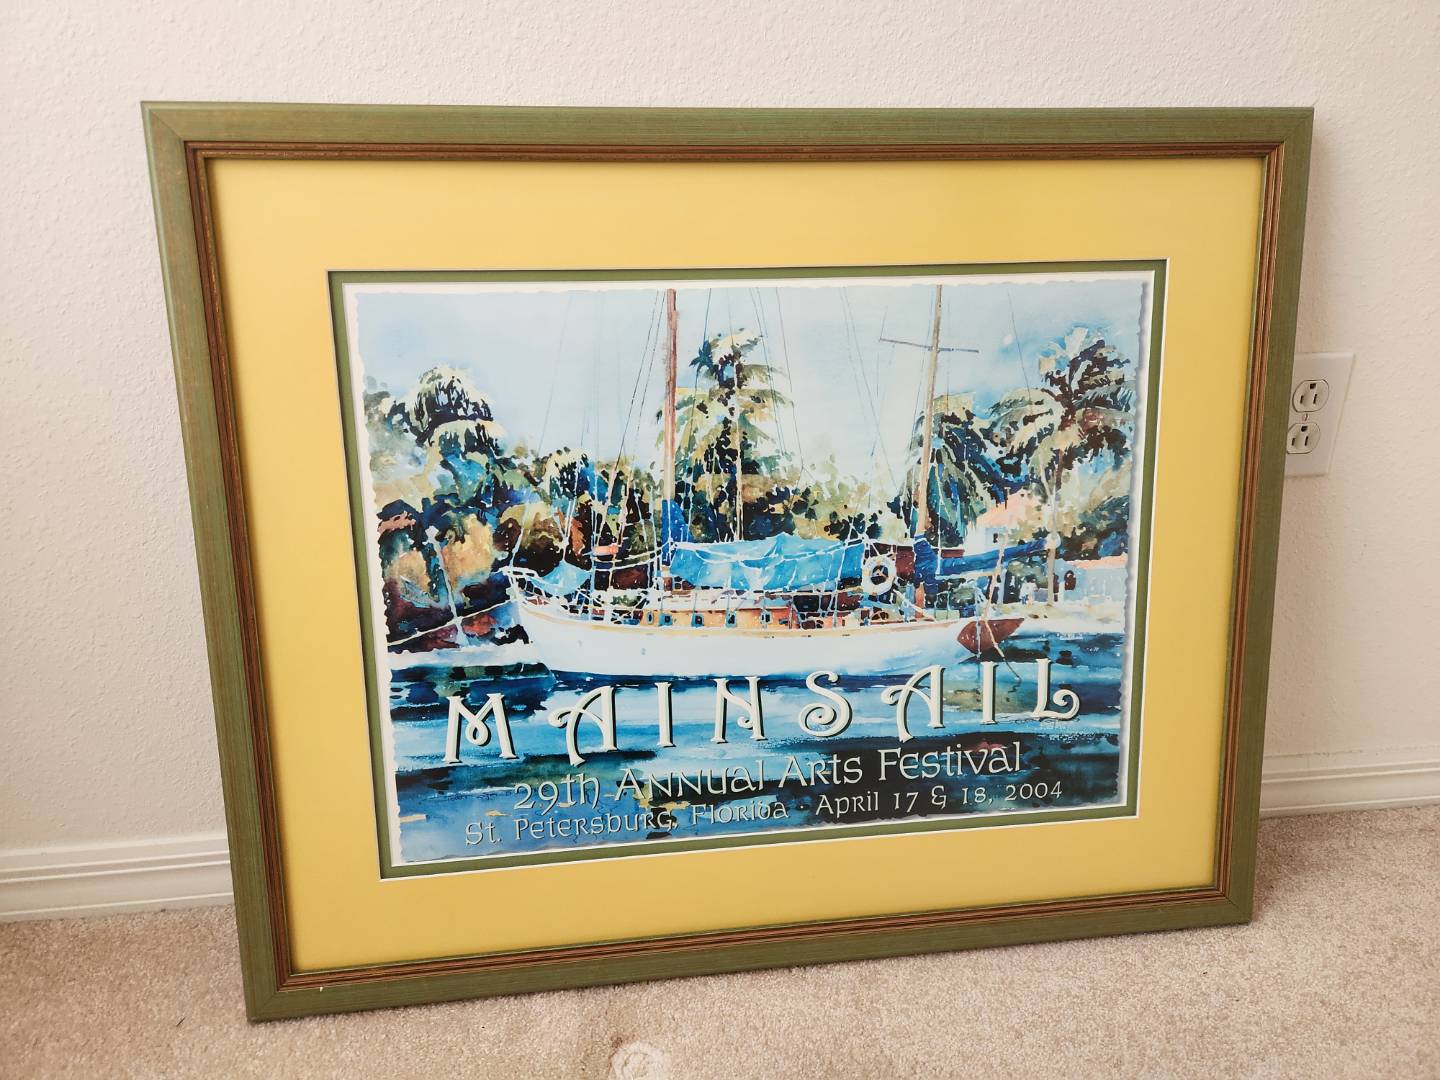 MAINSAIL
29th Annual Arts Festival
St. Petersburg, Florida · April 17 & 18, 2004